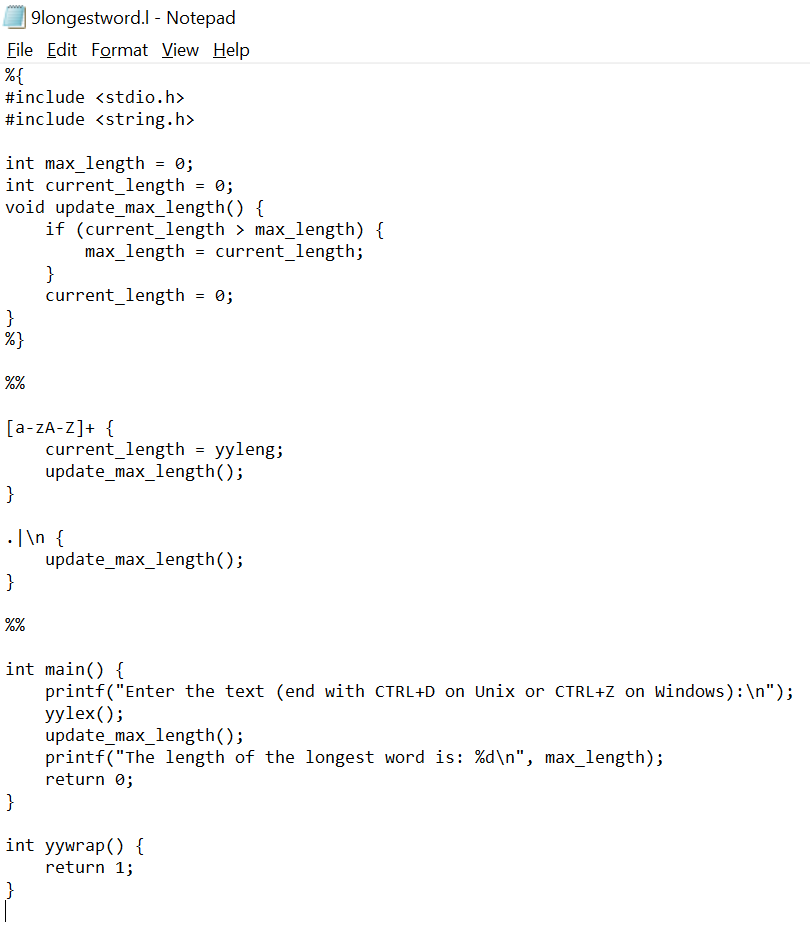 9longestword.l - Notepad
File Edit Format View Help
%{
#include <stdio.h>
#include <string.h>

int max_length = 0;
int current_length = 0;
void update_max_length() {
    if (current_length > max_length) {
        max_length = current_length;
    }
    current_length = 0;
}
%}

%%

[a-zA-Z]+ {
    current_length = yyleng;
    update_max_length();
}

.|\n {
    update_max_length();
}

%%

int main() {
    printf("Enter the text (end with CTRL+D on Unix or CTRL+Z on Windows):\n");
    yylex();
    update_max_length();
    printf("The length of the longest word is: %d\n", max_length);
    return 0;
}

int yywrap() {
    return 1;
}